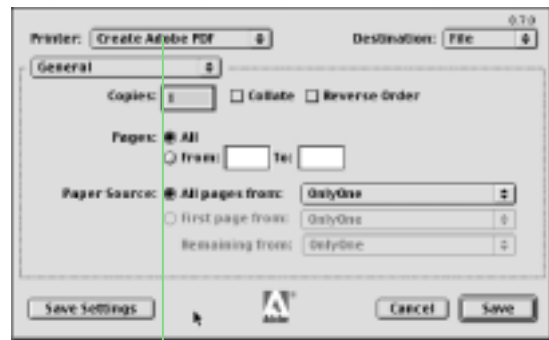 0.7.0
Printer: Create Adobe PDF Destination: File
General
Copies: 1 Collate Reverse Order
Pages: All
From: To:
Paper Source: All pages from: OnlyOne
First page from: OnlyOne
Remaining from: OnlyOne
Save Settings Adobe Cancel Save